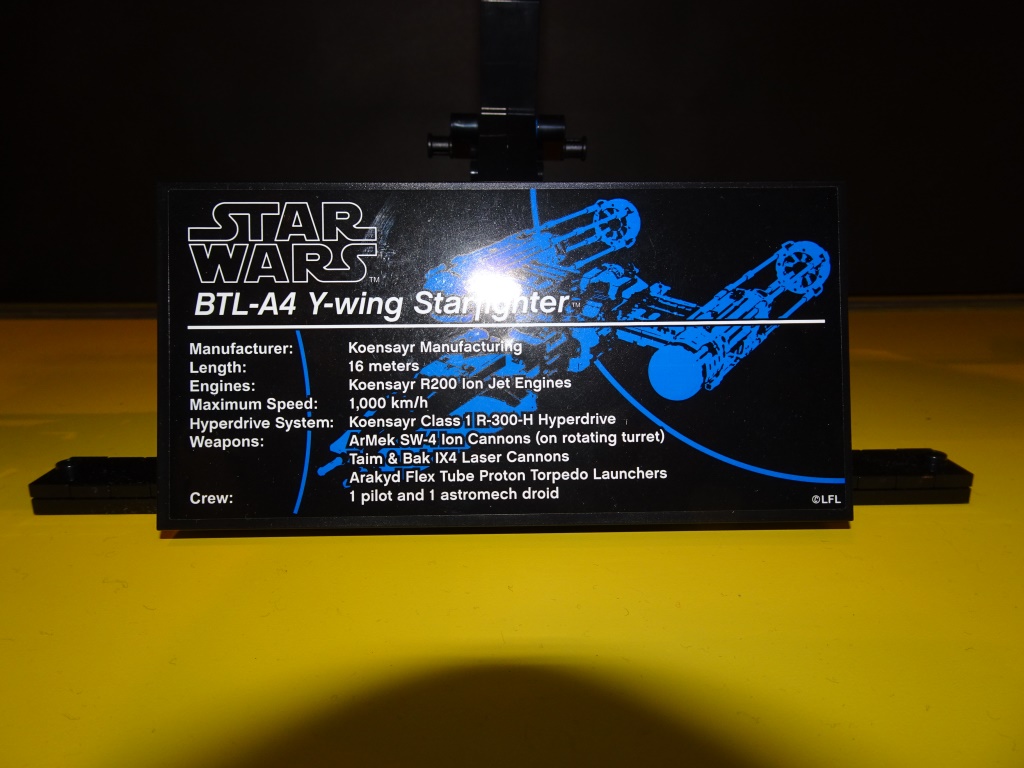 STAR
WARS™
BTL-A4 Y-wing Starfighter™
Manufacturer: Koensayr Manufacturing
Length: 16 meters
Engines: Koensayr R200 Ion Jet Engines
Maximum Speed: 1,000 km/h
Hyperdrive System: Koensayr Class 1 R-300-H Hyperdrive
Weapons: ArMek SW-4 Ion Cannons (on rotating turret)
Taim & Bak IX4 Laser Cannons
Arakyd Flex Tube Proton Torpedo Launchers
Crew: 1 pilot and 1 astromech droid
©LFL